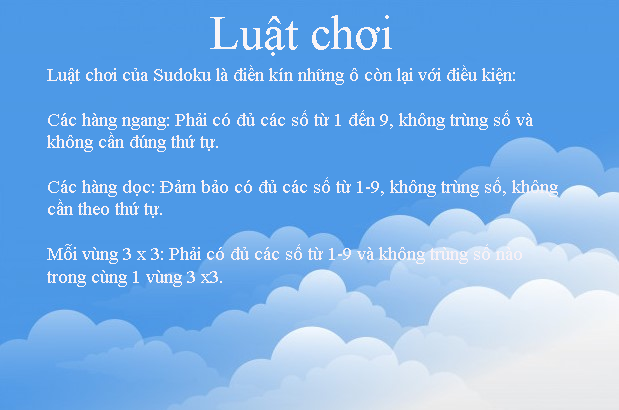 Luật chơi
Luật chơi của Sudoku là điền kín những ô còn lại với điều kiện:
Các hàng ngang: Phải có đủ các số từ 1 đến 9, không trùng số và
không cần đúng thứ tự.
Các hàng dọc: Đảm bảo có đủ các số từ 1-9, không trùng số, không
cần theo thứ tự.
Mỗi vùng 3 x 3: Phải có đủ các số từ 1-9 và không trùng số nào
trong cùng 1 vùng 3 x3.